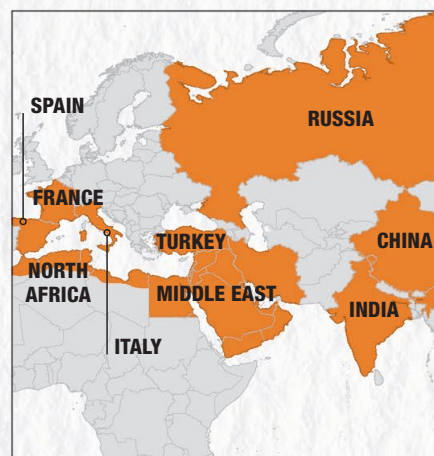 SPAIN
RUSSIA
FRANCE
TURKEY
CHINA
NORTH
AFRICA
MIDDLE EAST
INDIA
ITALY